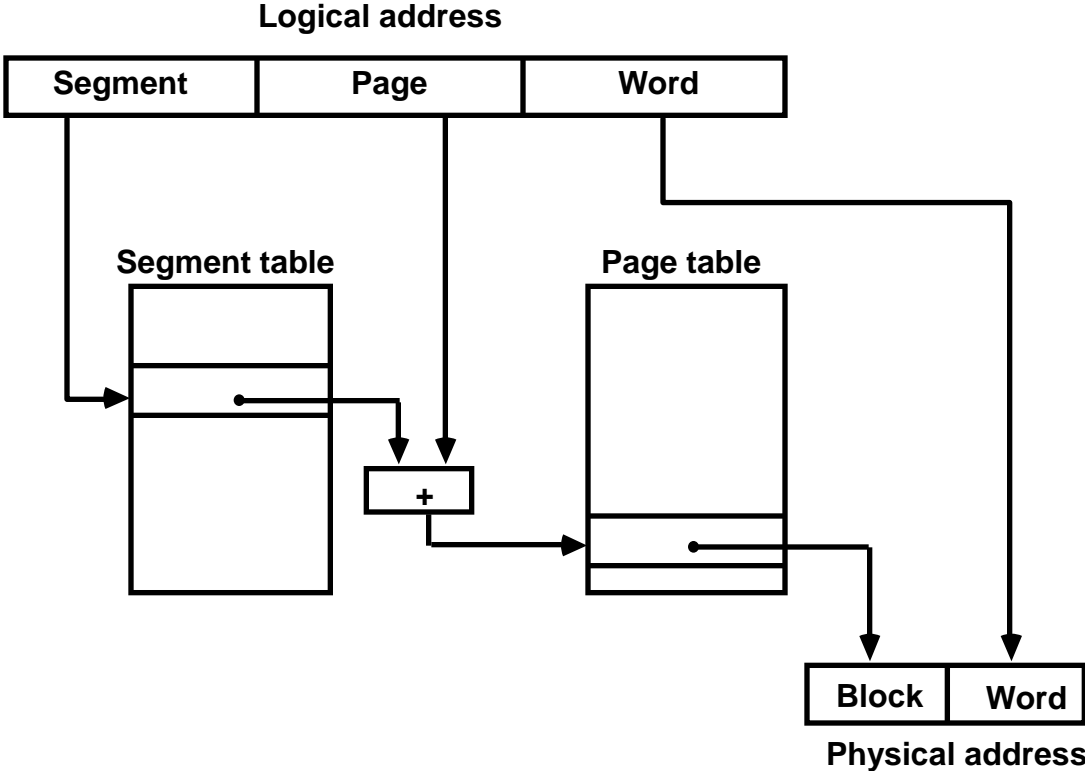 Logical address
Segment Page Word
Segment table Page table
+
Block Word
Physical address